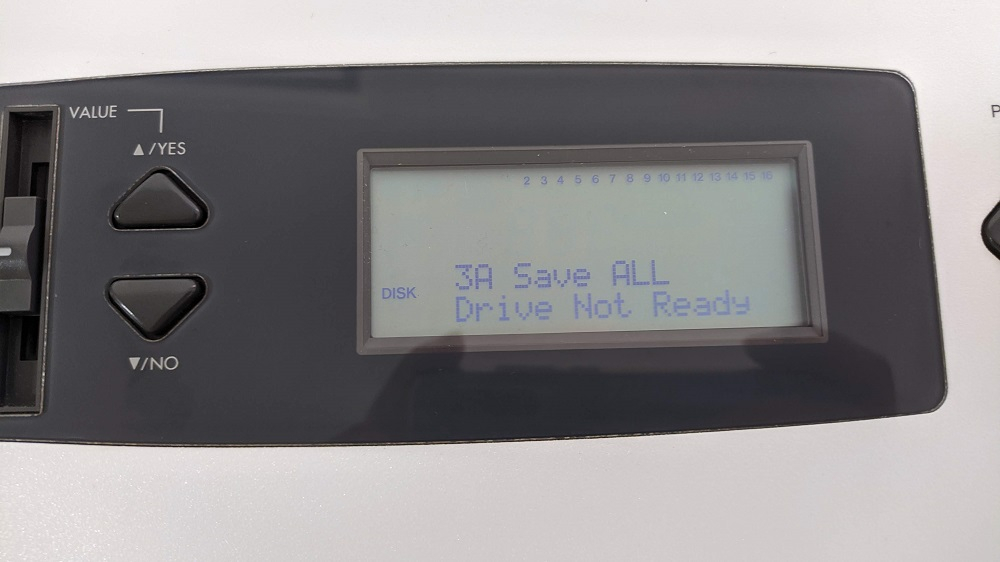 VALUE
▲/YES
▼/NO
2 3 4 5 6 7 8 9 10 11 12 13 14 15 16
3A Save ALL
DISK
Drive Not Ready
P